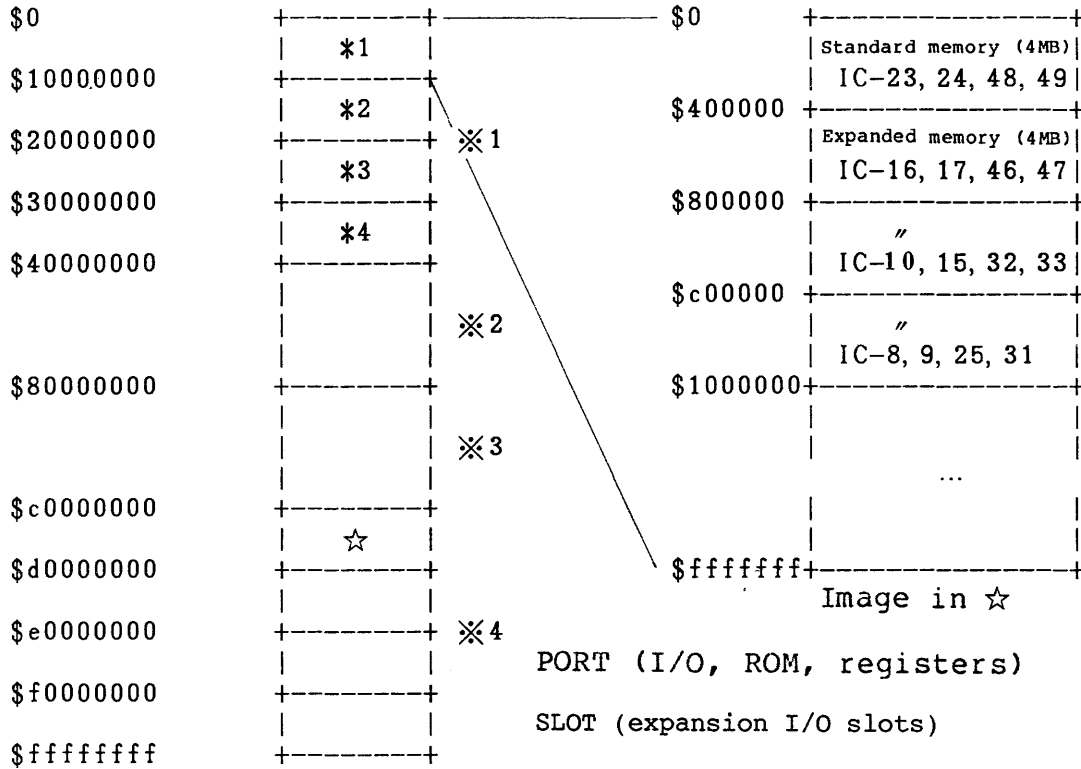 $0
*1
$10000000
*2
$20000000
※1
*3
$30000000
*4
$40000000
※2
$80000000
※3
$c0000000
☆
$d0000000
$e0000000
※4
$f0000000
$ffffffff
$0
Standard memory (4MB)
IC-23, 24, 48, 49
$400000
Expanded memory (4MB)
IC-16, 17, 46, 47
$800000
〃
IC-10, 15, 32, 33
$c00000
〃
IC-8, 9, 25, 31
$1000000
...
$fffffff
Image in ☆
PORT (I/O, ROM, registers)
SLOT (expansion I/O slots)